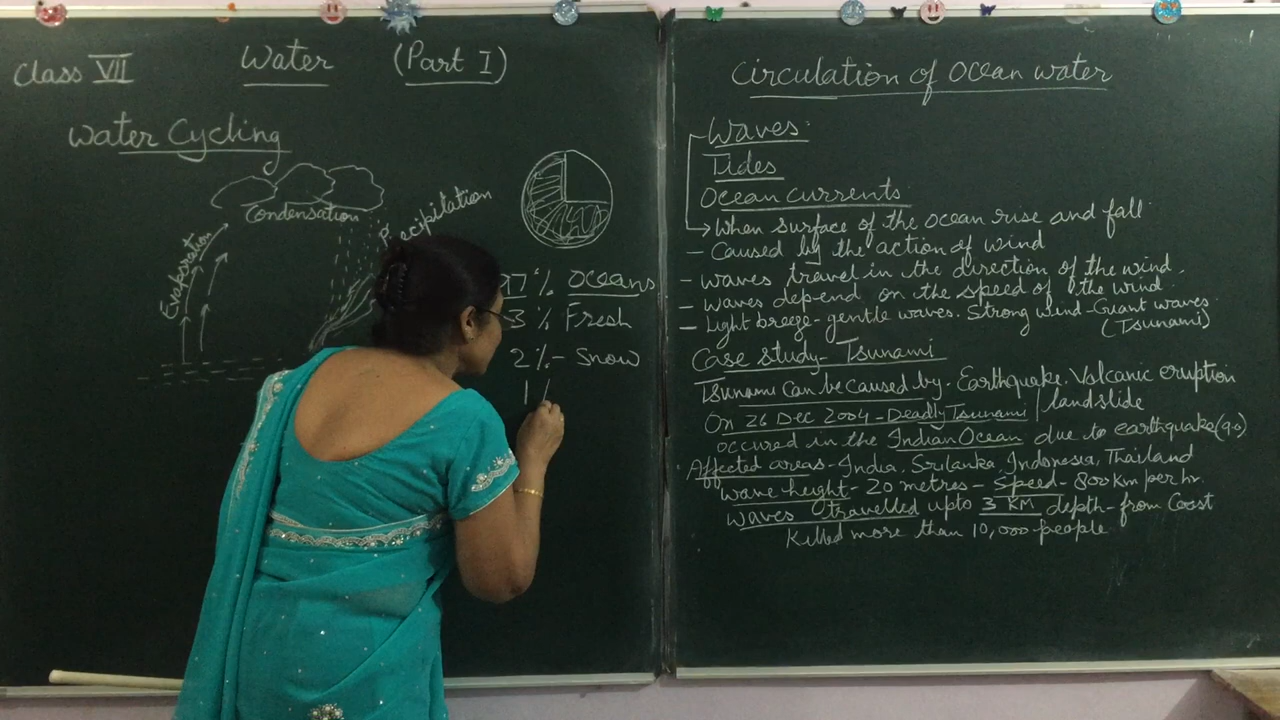 Class VII
Water (Part I)
Water Cycling
Condensation
Evaporation
Precipitation
97% Oceans
3% Fresh
2% - Snow
1%
Circulation of Ocean water
Waves:
Tides
Ocean currents
When surface of the ocean rise and fall.
- Caused by the action of wind
- waves travel in the direction of the wind.
- waves depend on the speed of the wind.
- Light breeze - gentle waves. Strong wind - Giant waves.
(Tsunami)
Case study - Tsunami
Tsunami can be caused by - Earthquake. Valcanic eruption
landslide
On 26 Dec 2004 - Deadly Tsunami
occured in the Indian Ocean due to earthquake (9.0)
Affected areas - India, Srilanka, Indonesia, Thailand
wave height - 20 metres - Speed - 800 km per hr.
waves travelled upto 3 KM depth - from Coast
Killed more than 10,000 people